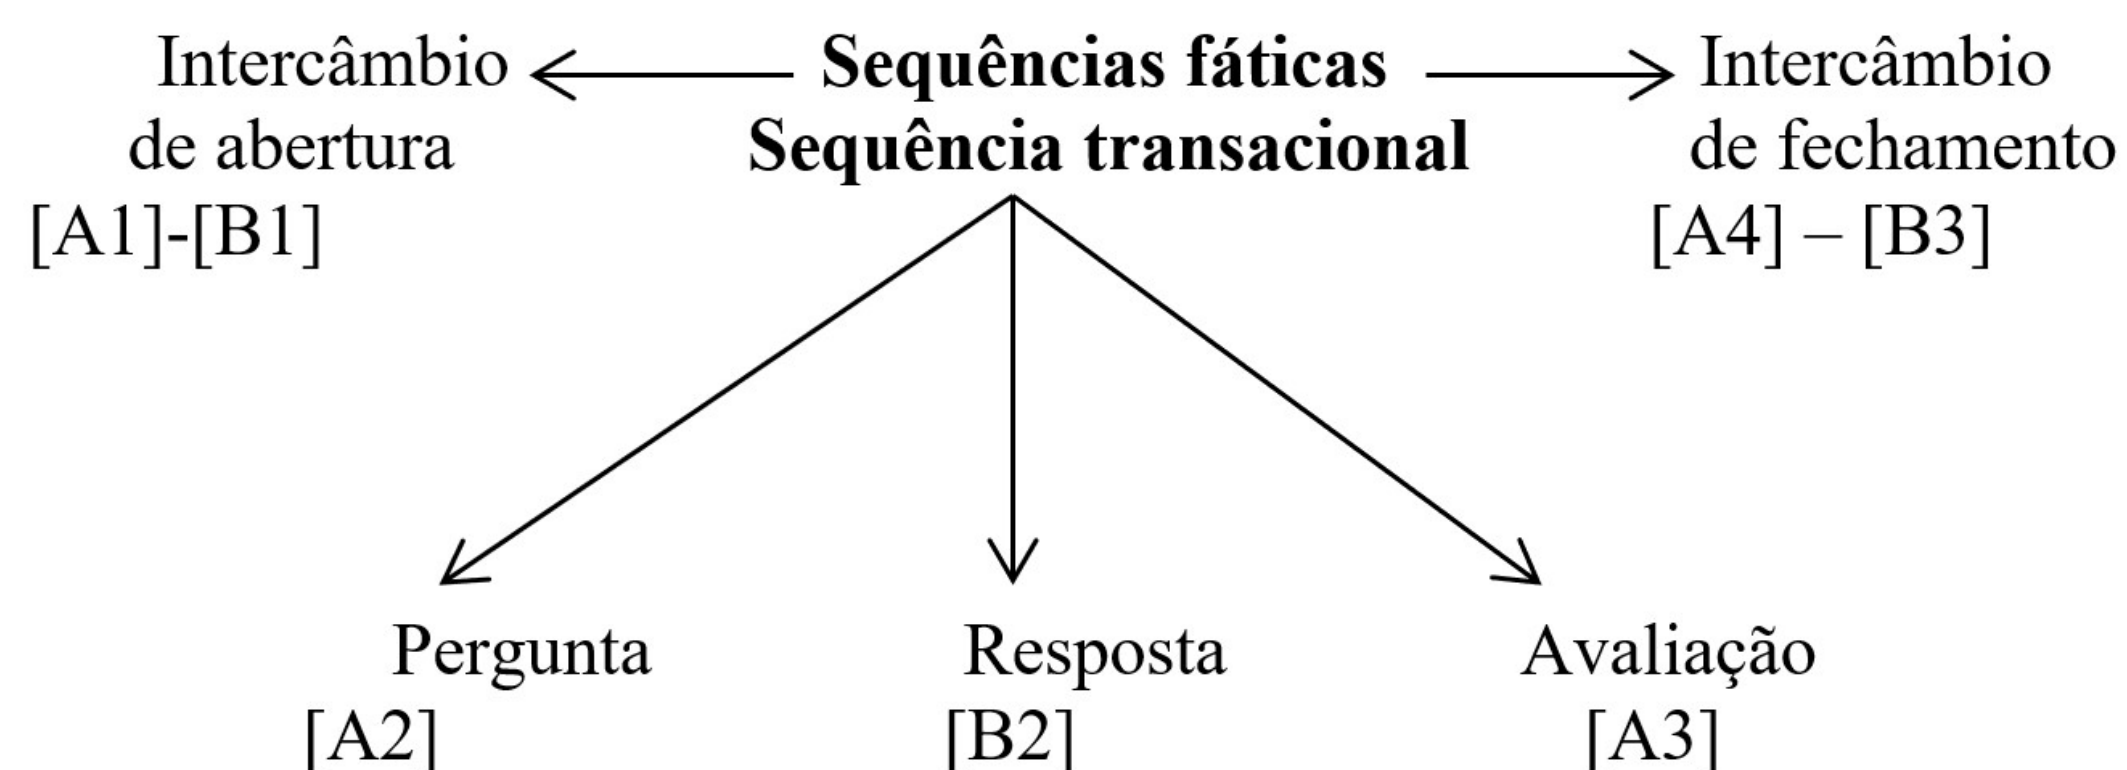 Intercâmbio Sequências fáticas Intercâmbio
de abertura Sequência transacional de fechamento
[A1]-[B1] [A4] – [B3]
Pergunta Resposta Avaliação
[A2] [B2] [A3]